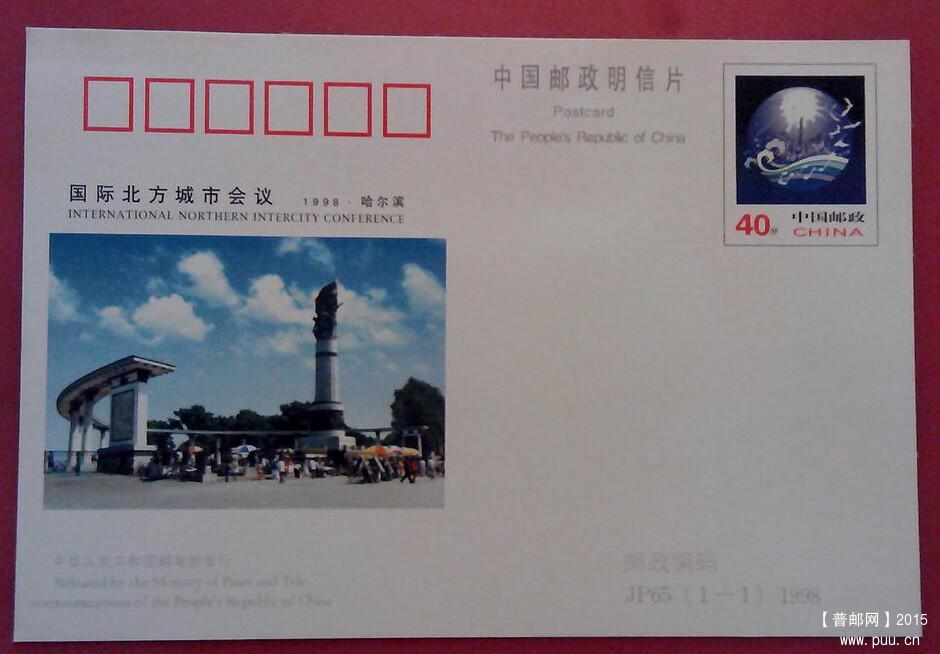 中国邮政明信片
Postcard
The People's Republic of China
40分 中国邮政
CHINA
国际北方城市会议 1998·哈尔滨
INTERNATIONAL NORTHERN INTERCITY CONFERENCE
中华人民共和国邮电部发行
Released by the Ministry of Posts and Tele-
communications of the People's Republic of China
邮政编码
JP65（1－1）1998
【普邮网】2015
www.puu.cn